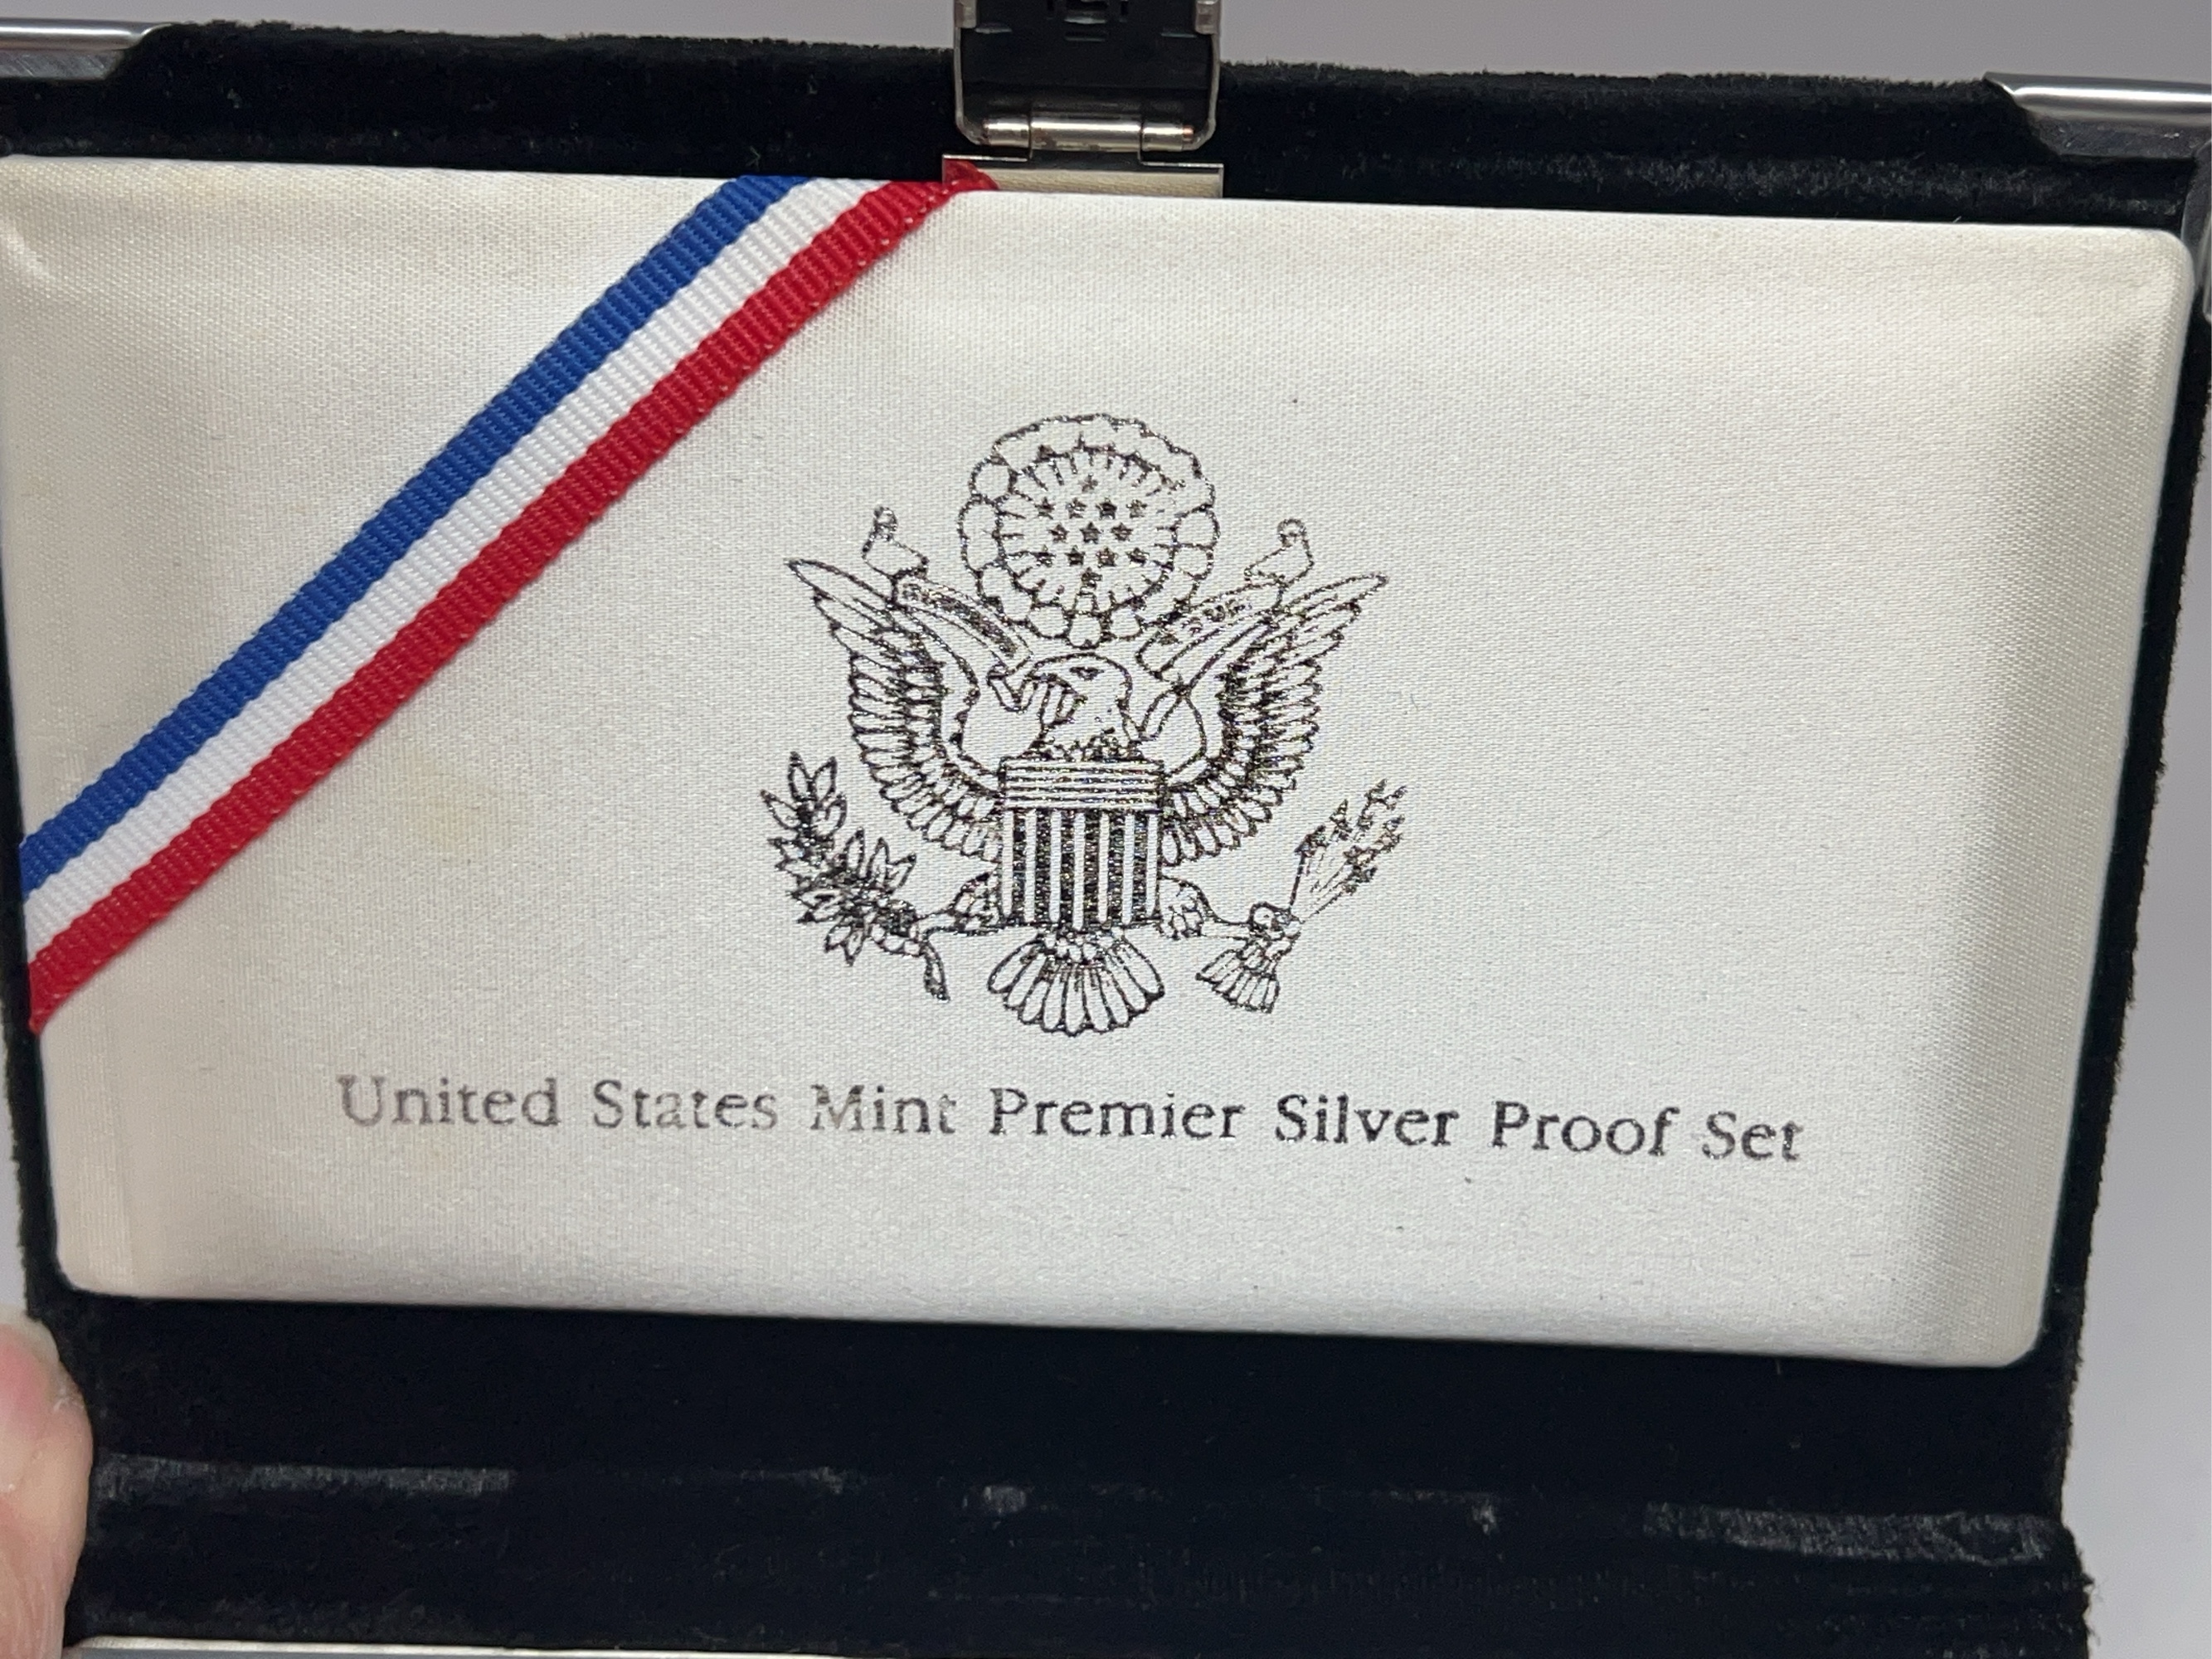 United States Mint Premier Silver Proof Set